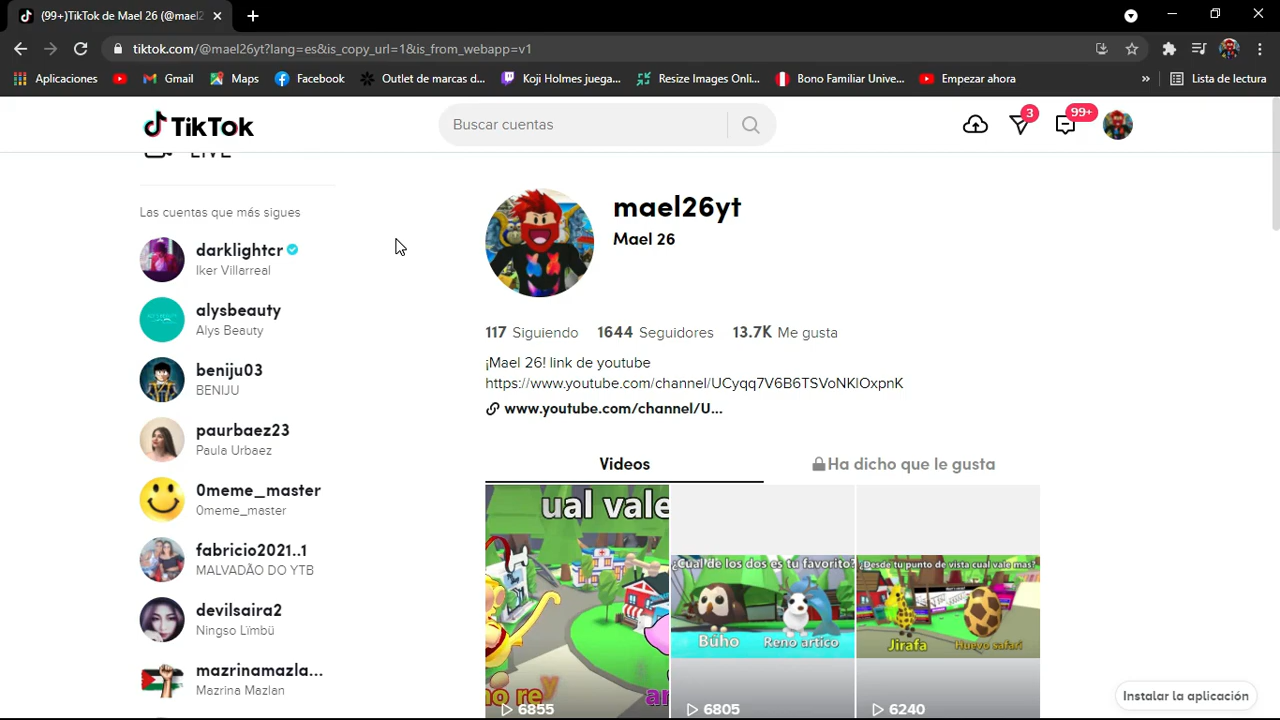 (99+)TikTok de Mael 26 (@mael2
tiktok.com/@mael26yt?lang=es&is_copy_url=1&is_from_webapp=v1
Aplicaciones
Gmail
Maps
Facebook
Outlet de marcas d...
Koji Holmes juega...
Resize Images Onli...
Bono Familiar Unive...
Empezar ahora
»
Lista de lectura
TikTok
Buscar cuentas
3
99+
LIVE
Las cuentas que más sigues
darklightcr
Iker Villarreal
alysbeauty
Alys Beauty
beniju03
BENIJU
paurbaez23
Paula Urbaez
0meme_master
0meme_master
fabricio2021..1
MALVADÃO DO YTB
devilsaira2
Ningso Lïmbü
mazrinamazla...
Mazrina Mazlan
mael26yt
Mael 26
117 Siguiendo 1644 Seguidores 13.7K Me gusta
¡Mael 26! link de youtube
https://www.youtube.com/channel/UCyqq7V6B6TSVoNKlOxpnK
www.youtube.com/channel/U...
Videos
Ha dicho que le gusta
ual vale
6855
¿Cual de los dos es tu favorito?
Búho Reno artico
6805
¿Desde tu punto de vista cual vale mas?
Jirafa Huevo safari
6240
Instalar la aplicación